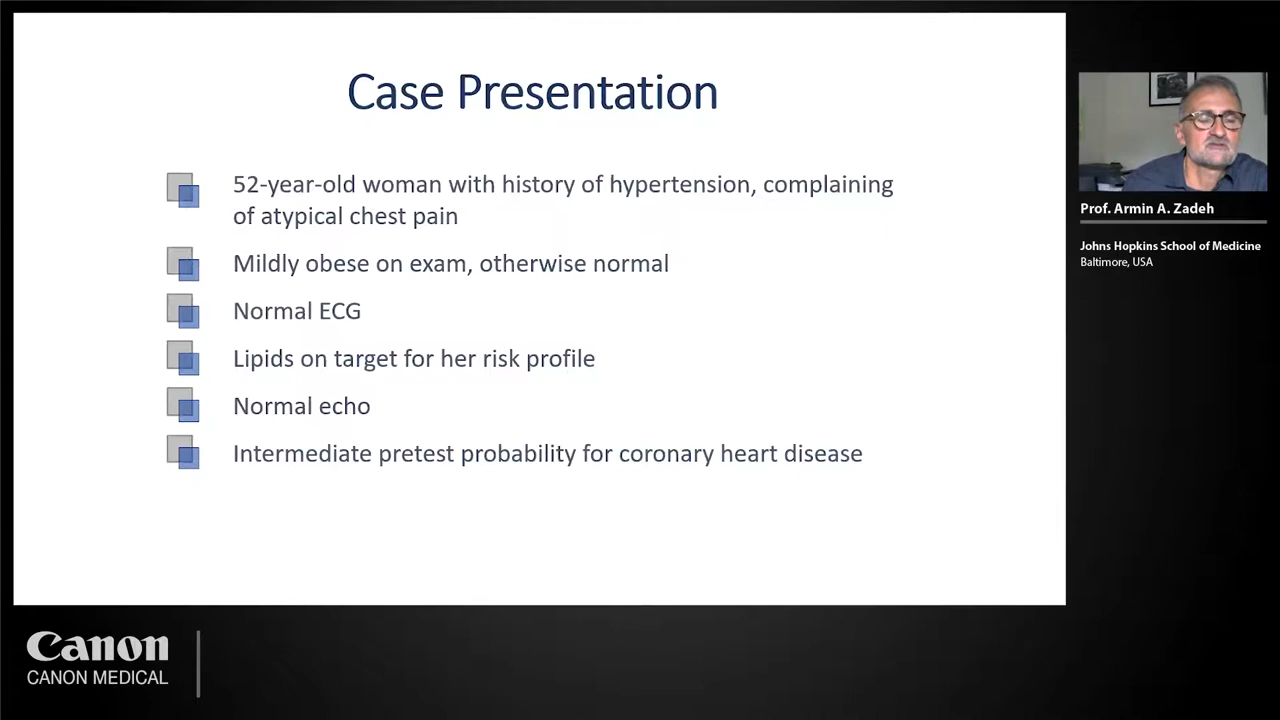 Case Presentation
52-year-old woman with history of hypertension, complaining
of atypical chest pain
Mildly obese on exam, otherwise normal
Normal ECG
Lipids on target for her risk profile
Normal echo
Intermediate pretest probability for coronary heart disease
Prof. Armin A. Zadeh
Johns Hopkins School of Medicine
Baltimore, USA
Canon
CANON MEDICAL